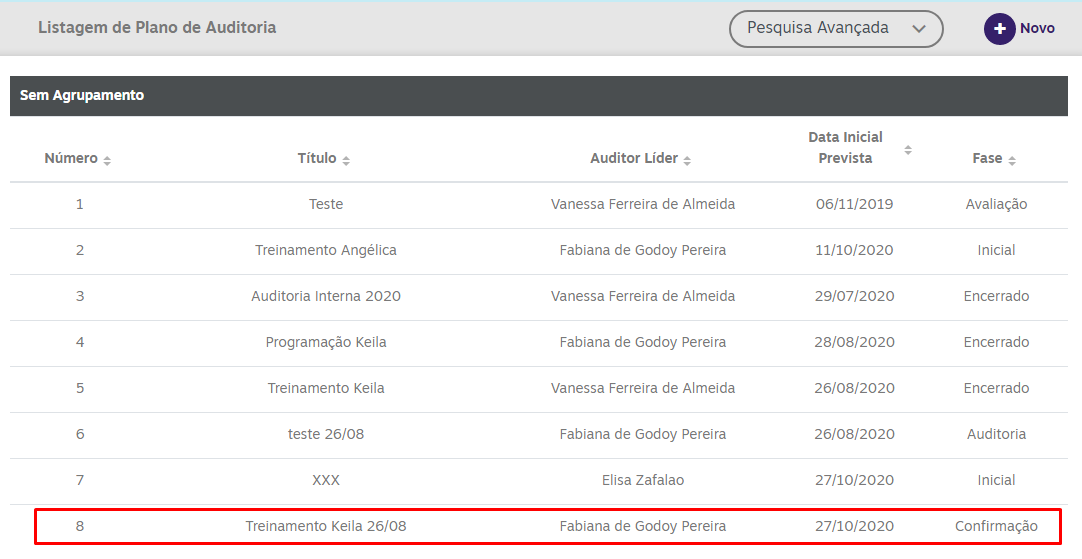 Listagem de Plano de Auditoria Pesquisa Avançada + Novo
Sem Agrupamento
Número Título Auditor Líder Data Inicial Prevista Fase
1 Teste Vanessa Ferreira de Almeida 06/11/2019 Avaliação
2 Treinamento Angélica Fabiana de Godoy Pereira 11/10/2020 Inicial
3 Auditoria Interna 2020 Vanessa Ferreira de Almeida 29/07/2020 Encerrado
4 Programação Keila Fabiana de Godoy Pereira 28/08/2020 Encerrado
5 Treinamento Keila Vanessa Ferreira de Almeida 26/08/2020 Encerrado
6 teste 26/08 Fabiana de Godoy Pereira 26/08/2020 Auditoria
7 XXX Elisa Zafalao 27/10/2020 Inicial
8 Treinamento Keila 26/08 Fabiana de Godoy Pereira 27/10/2020 Confirmação